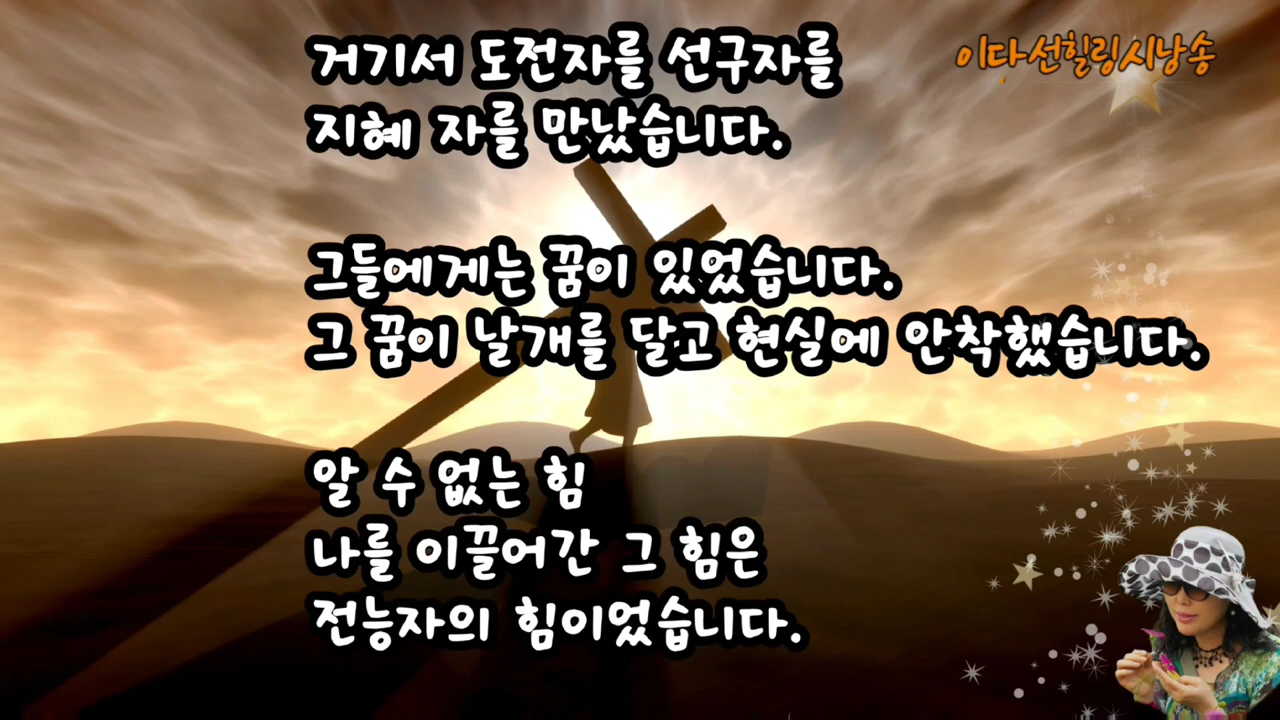 거기서 도전자를 선구자를
이다선힐링시낭송
지혜 자를 만났습니다.
그들에게는 꿈이 있었습니다.
그 꿈이 날개를 달고 현실에 안착했습니다.
알 수 없는 힘
나를 이끌어간 그 힘은
전능자의 힘이었습니다.